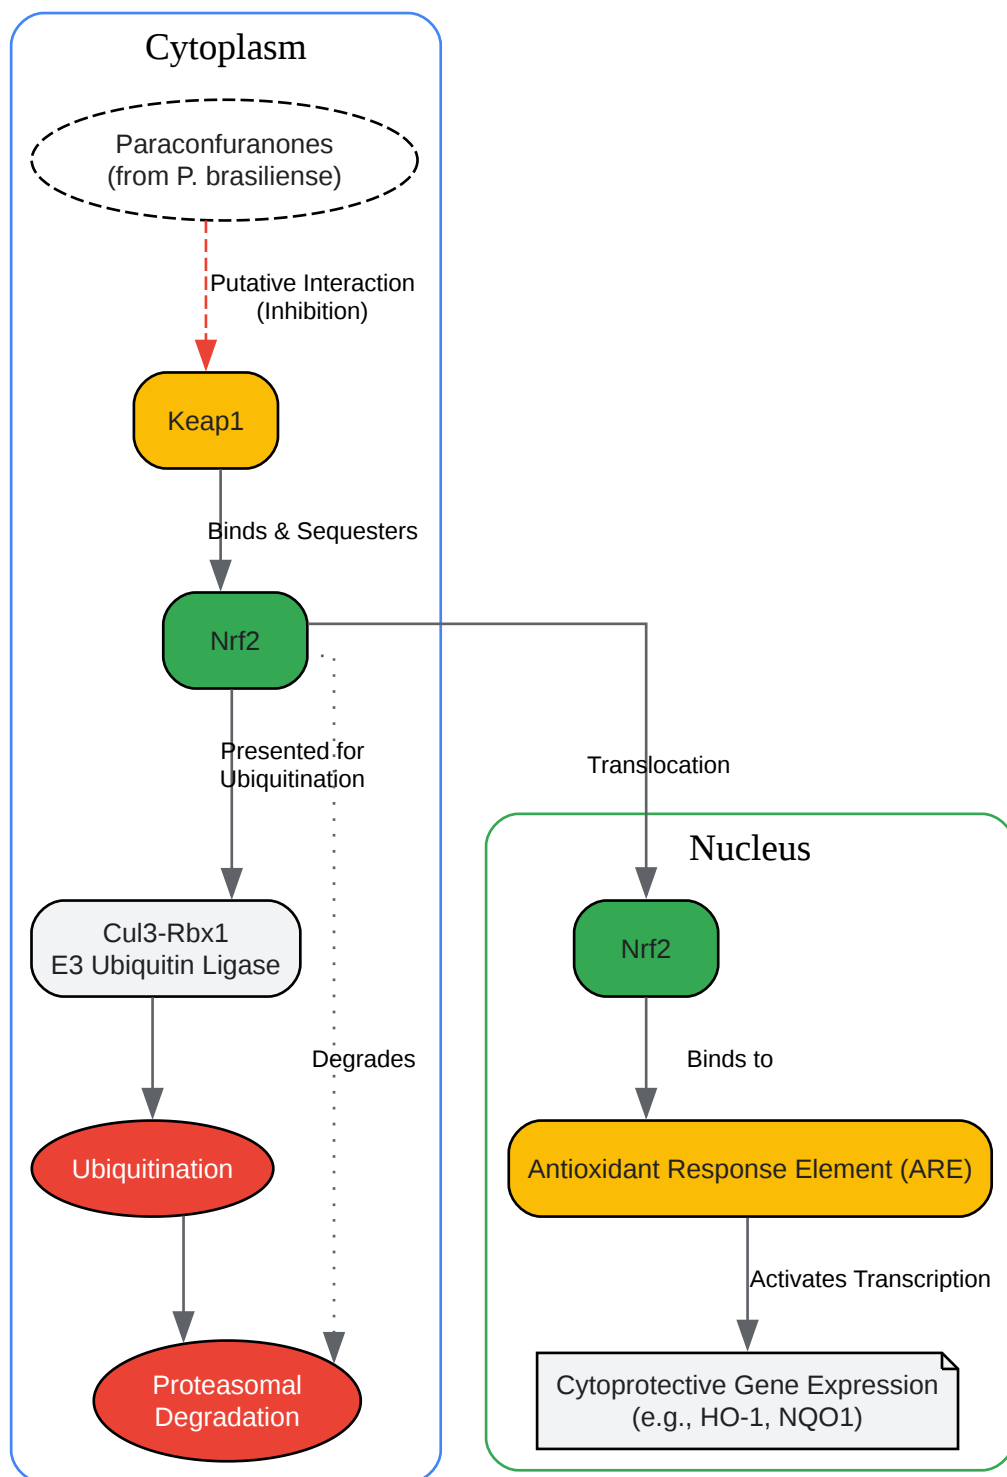 Cytoplasm
Paraconfuranones
(from P. brasiliense)
Putative Interaction
(Inhibition)
Keap1
Binds & Sequesters
Nrf2
Presented for
Ubiquitination
Translocation
Nucleus
Cul3-Rbx1
E3 Ubiquitin Ligase
Nrf2
Degrades
Binds to
Ubiquitination
Antioxidant Response Element (ARE)
Activates Transcription
Proteasomal
Degradation
Cytoprotective Gene Expression
(e.g., HO-1, NQO1)